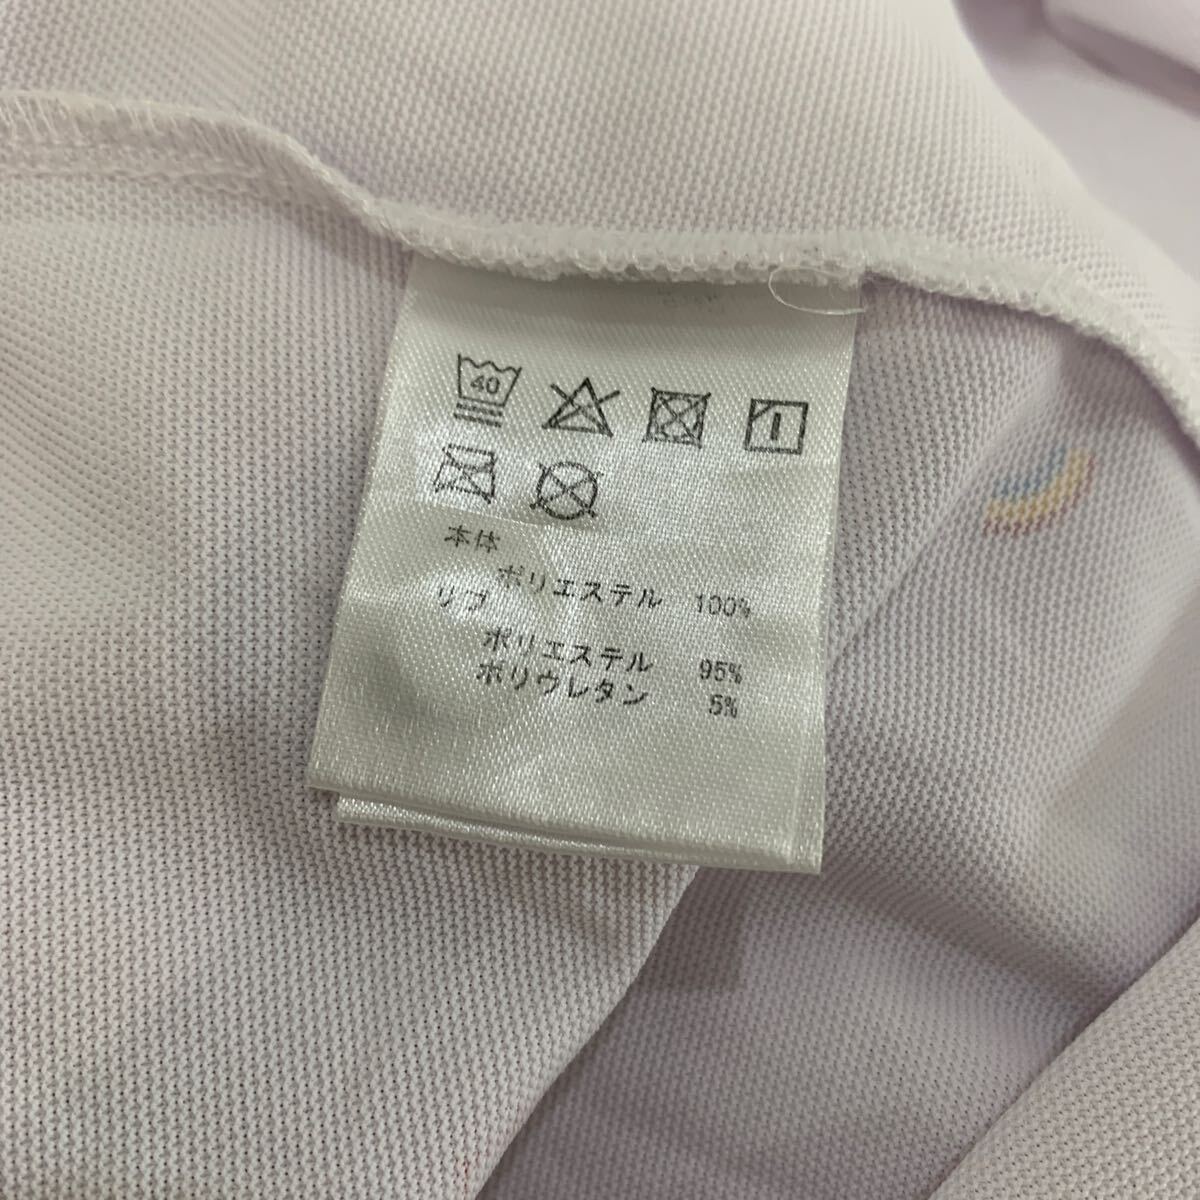 40
本体
ポリエステル 100%
リブ
ポリエステル 95%
ポリウレタン 5%